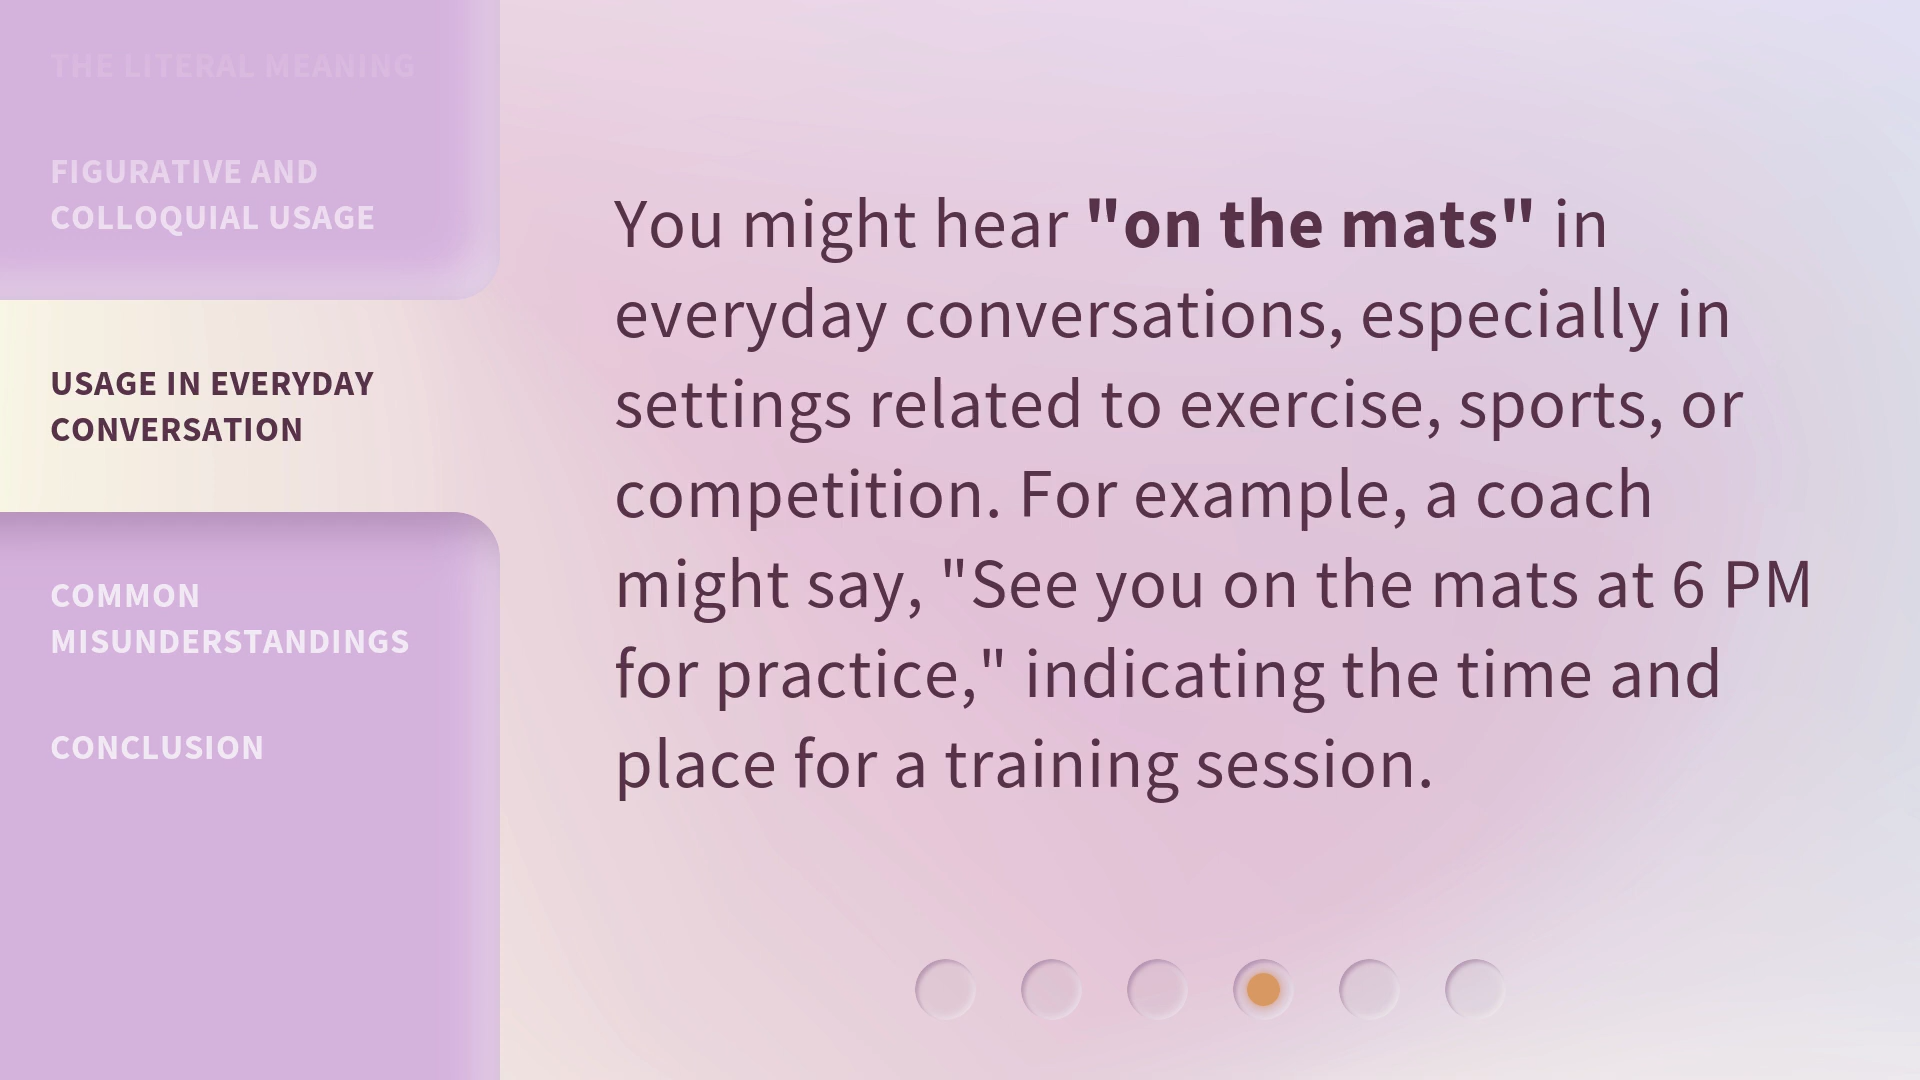 THE LITERAL MEANING
FIGURATIVE AND
COLLOQUIAL USAGE
USAGE IN EVERYDAY
CONVERSATION
COMMON
MISUNDERSTANDINGS
CONCLUSION
You might hear "on the mats" in
everyday conversations, especially in
settings related to exercise, sports, or
competition. For example, a coach
might say, "See you on the mats at 6 PM
for practice," indicating the time and
place for a training session.